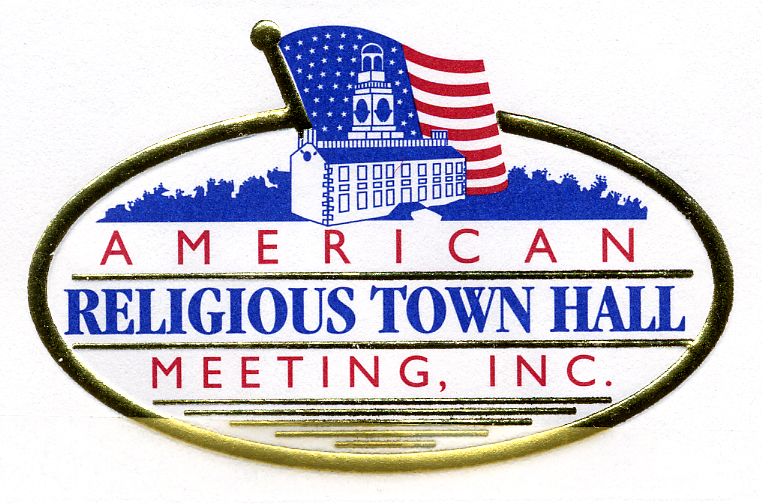 AMERICAN
RELIGIOUS TOWN HALL
MEETING, INC.